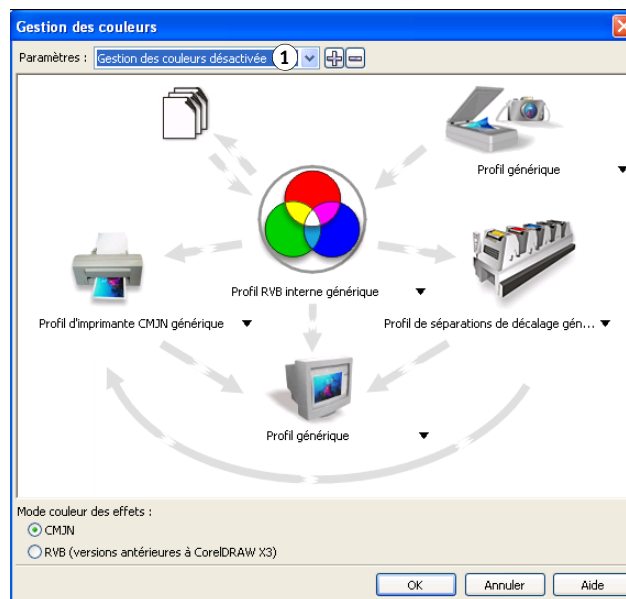 Gestion des couleurs
Paramètres : Gestion des couleurs désactivée 1
Profil générique
Profil RVB interne générique
Profil d'imprimante CMJN générique
Profil de séparations de décalage gén...
Profil générique
Mode couleur des effets :
CMJN
RVB (versions antérieures à CorelDRAW X3)
OK Annuler Aide